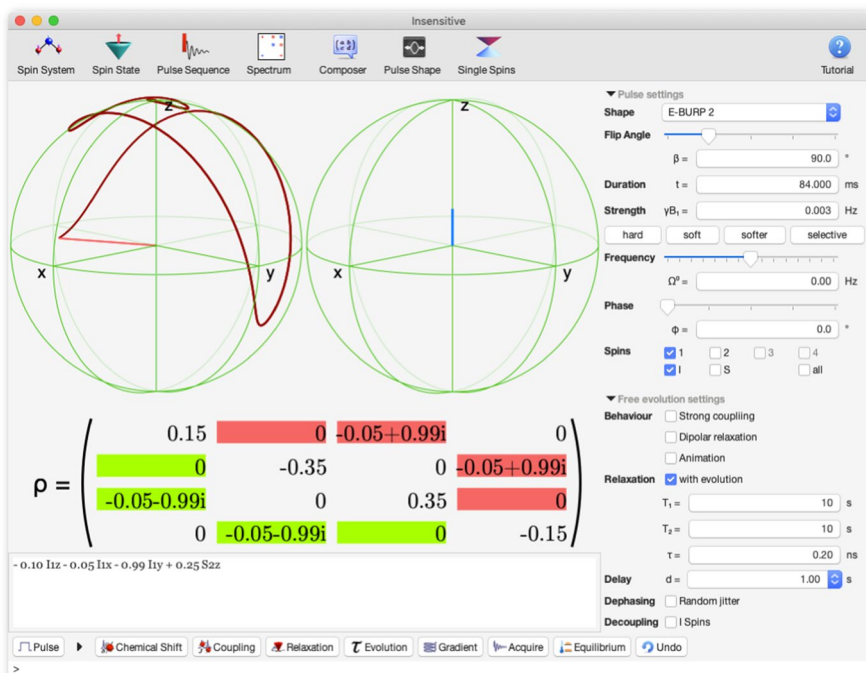 Insensitive
Spin System Spin State Pulse Sequence Spectrum Composer Pulse Shape Single Spins Tutorial
z
x
y
z
x
y
Pulse settings
Shape E-BURP 2
Flip Angle
β = 90.0 °
Duration t = 84.000 ms
Strength γB₁ = 0.003 Hz
hard soft softer selective
Frequency
Ω⁰ = 0.00 Hz
Phase
ϕ = 0.0 °
Spins 1 2 3 4
I S all
Free evolution settings
Behaviour Strong coupliing
Dipolar relaxation
Animation
Relaxation with evolution
T₁ = 10 s
T₂ = 10 s
τ = 0.20 ns
Delay d = 1.00 s
Dephasing Random jitter
Decoupling I Spins
ρ =
0.15 0 -0.05+0.99i 0
0 -0.35 0 -0.05+0.99i
-0.05-0.99i 0 0.35 0
0 -0.05-0.99i 0 -0.15
- 0.10 I1z - 0.05 I1x - 0.99 I1y + 0.25 S2z
Pulse Chemical Shift Coupling Relaxation τ Evolution Gradient Acquire Equilibrium Undo
>